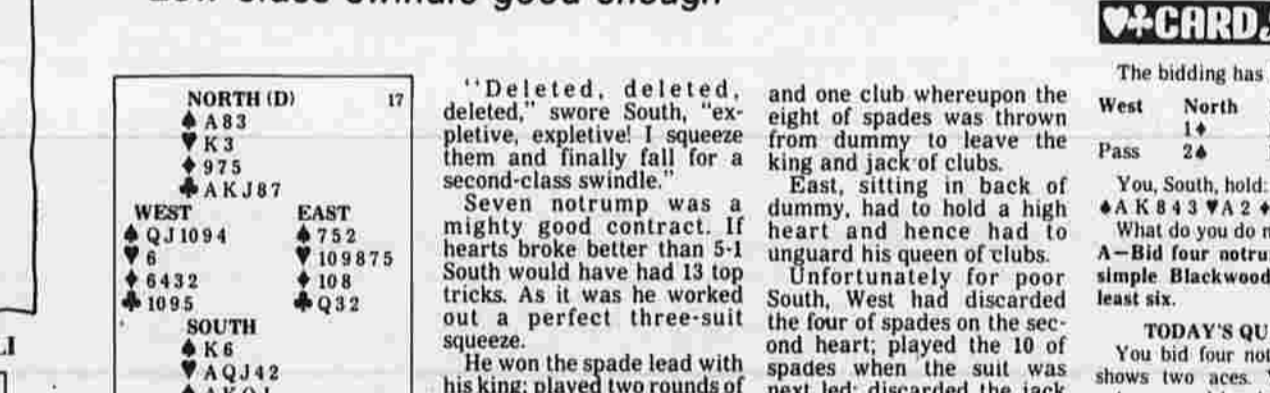 NORTH (D) 17
♠ A 8 3
♥ K 3
♦ 9 7 5
♣ A K J 8 7
WEST EAST
♠ Q J 10 9 4 ♠ 7 5 2
♥ 6 ♥ 10 9 8 7 5
♦ 6 4 3 2 ♦ 10 8
♣ 10 9 5 ♣ Q 3 2
SOUTH
♠ K 6
♥ A Q J 4 2
"Deleted, deleted,
deleted," swore South, "ex-
pletive, expletive! I squeeze
them and finally fall for a
second-class swindle."
Seven notrump was a
mighty good contract. If
hearts broke better than 5-1
South would have had 13 top
tricks. As it was he worked
out a perfect three-suit
squeeze.
He won the spade lead with
his king; played two rounds of
and one club whereupon the
eight of spades was thrown
from dummy to leave the
king and jack of clubs.
East, sitting in back of
dummy, had to hold a high
heart and hence had to
unguard his queen of clubs.
Unfortunately for poor
South, West had discarded
the four of spades on the sec-
ond heart; played the 10 of
spades when the suit was
next led; discarded the jack
♥♣CARD
The bidding has
West North
1♦
Pass 2♠
You, South, hold:
♠A K 8 4 3 ♥A 2 ♦
What do you do
A—Bid four
simple Blackwood
least six.
TODAY'S
You bid four
shows two aces.